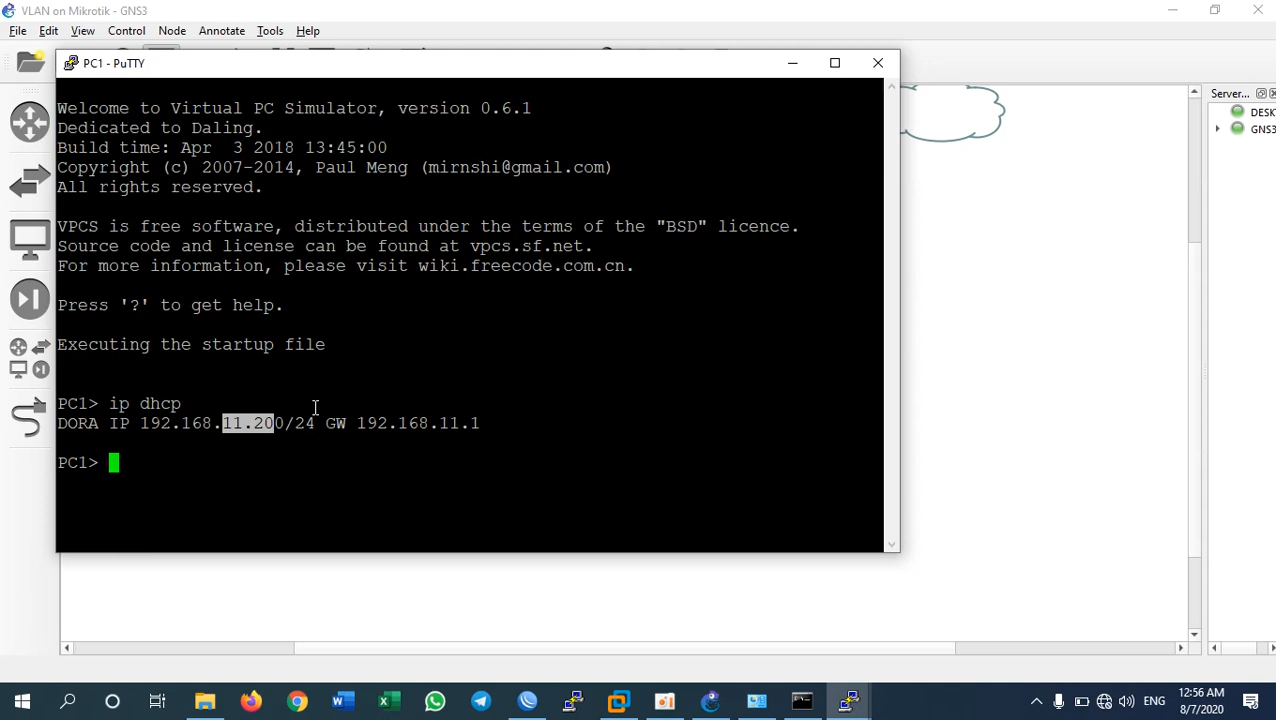 VLAN on Mikrotik - GNS3
File Edit View Control Node Annotate Tools Help
PC1 - PuTTY
Server...
Welcome to Virtual PC Simulator, version 0.6.1
Dedicated to Daling.
Build time: Apr  3 2018 13:45:00
Copyright (c) 2007-2014, Paul Meng (mirnshi@gmail.com)
All rights reserved.
VPCS is free software, distributed under the terms of the "BSD" licence.
Source code and license can be found at vpcs.sf.net.
For more information, please visit wiki.freecode.com.cn.
Press '?' to get help.
Executing the startup file
PC1> ip dhcp
DORA IP 192.168.11.200/24 GW 192.168.11.1
PC1>
DESK
GNS3
ENG
12:56 AM
8/7/2020